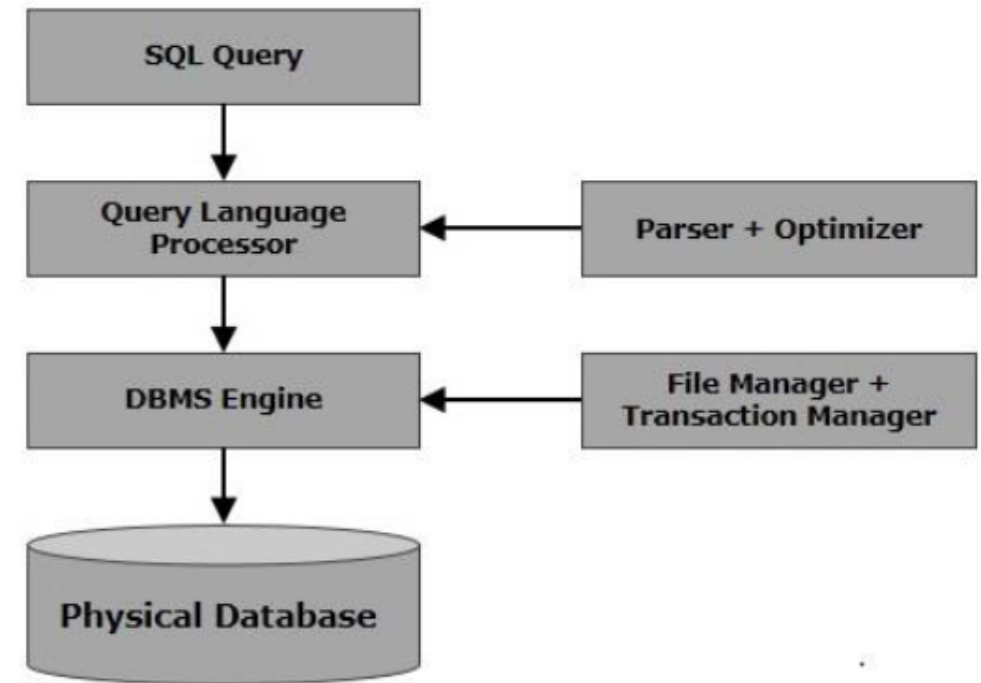 SQL Query
Query Language
Processor
Parser + Optimizer
DBMS Engine
File Manager +
Transaction Manager
Physical Database